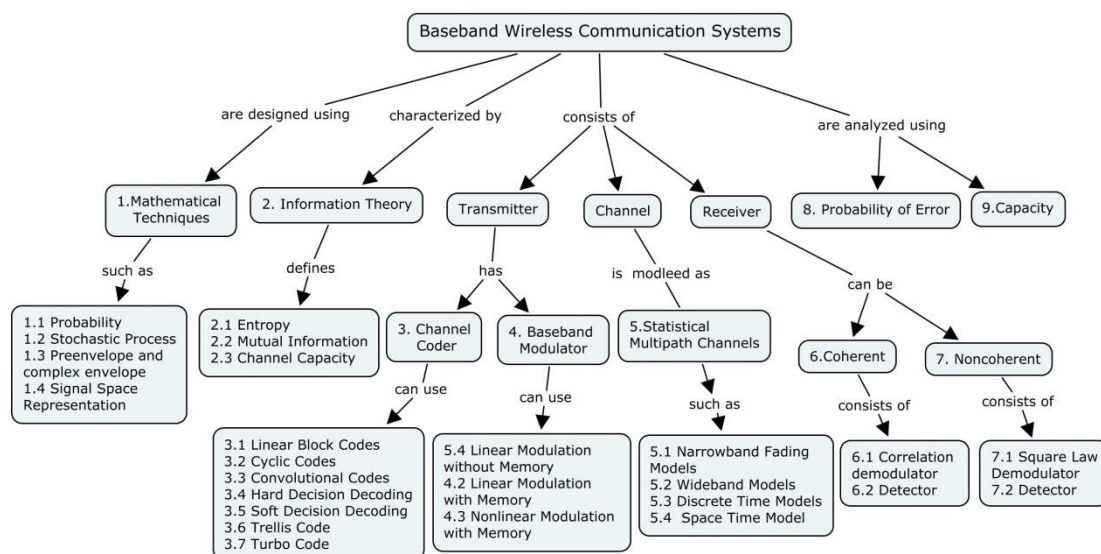 Baseband Wireless Communication Systems
are designed using
characterized by
consists of
are analyzed using
1.Mathematical
Techniques
2. Information Theory
Transmitter
Channel
Receiver
8. Probability of Error
9.Capacity
such as
defines
has
is modleed as
can be
1.1 Probability
1.2 Stochastic Process
1.3 Preenvelope and
complex envelope
1.4 Signal Space
Representation
2.1 Entropy
2.2 Mutual Information
2.3 Channel Capacity
3. Channel
Coder
4. Baseband
Modulator
5.Statistical
Multipath Channels
6.Coherent
7. Noncoherent
can use
can use
such as
consists of
consists of
3.1 Linear Block Codes
3.2 Cyclic Codes
3.3 Convolutional Codes
3.4 Hard Decision Decoding
3.5 Soft Decision Decoding
3.6 Trellis Code
3.7 Turbo Code
5.4 Linear Modulation
without Memory
4.2 Linear Modulation
with Memory
4.3 Nonlinear Modulation
with Memory
5.1 Narrowband Fading
Models
5.2 Wideband Models
5.3 Discrete Time Models
5.4 Space Time Model
6.1 Correlation
demodulator
6.2 Detector
7.1 Square Law
Demodulator
7.2 Detector